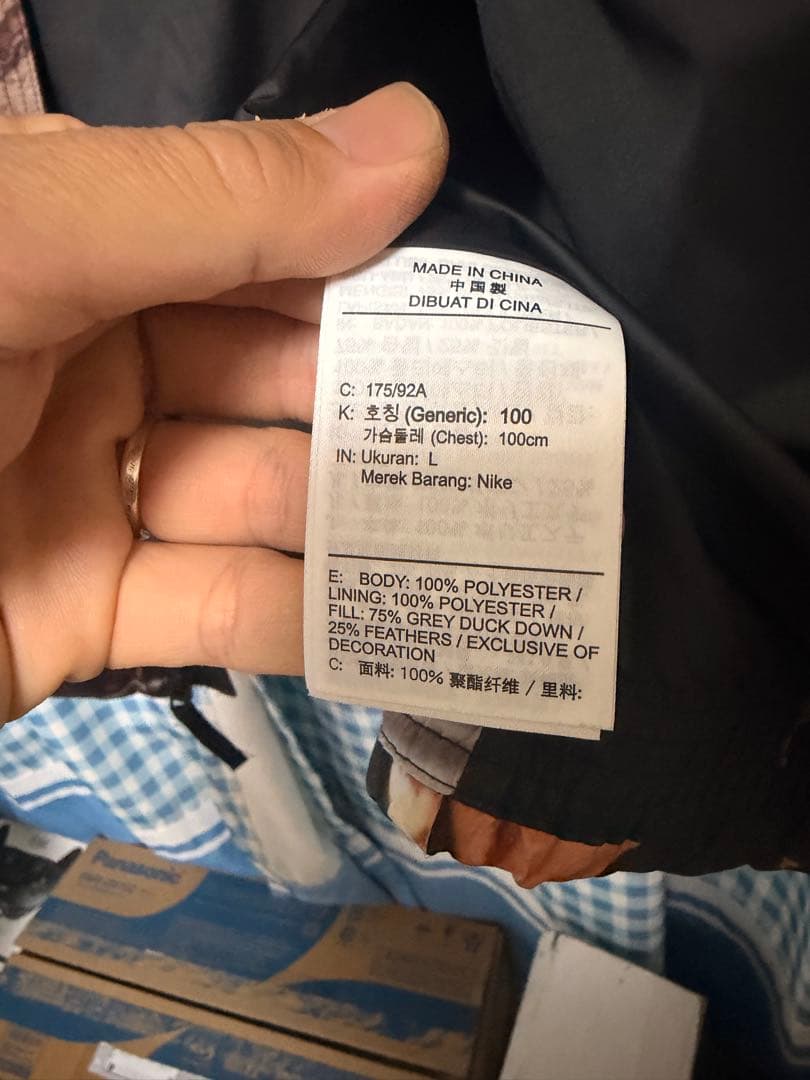 MADE IN CHINA
中国製
DIBUAT DI CINA
C: 175/92A
K: 호칭 (Generic): 100
가슴둘레 (Chest): 100cm
IN: Ukuran: L
Merek Barang: Nike
E: BODY: 100% POLYESTER /
LINING: 100% POLYESTER /
FILL: 75% GREY DUCK DOWN /
25% FEATHERS / EXCLUSIVE OF
DECORATION
C: 面料: 100% 聚酯纤维 / 里料:
Panasonic